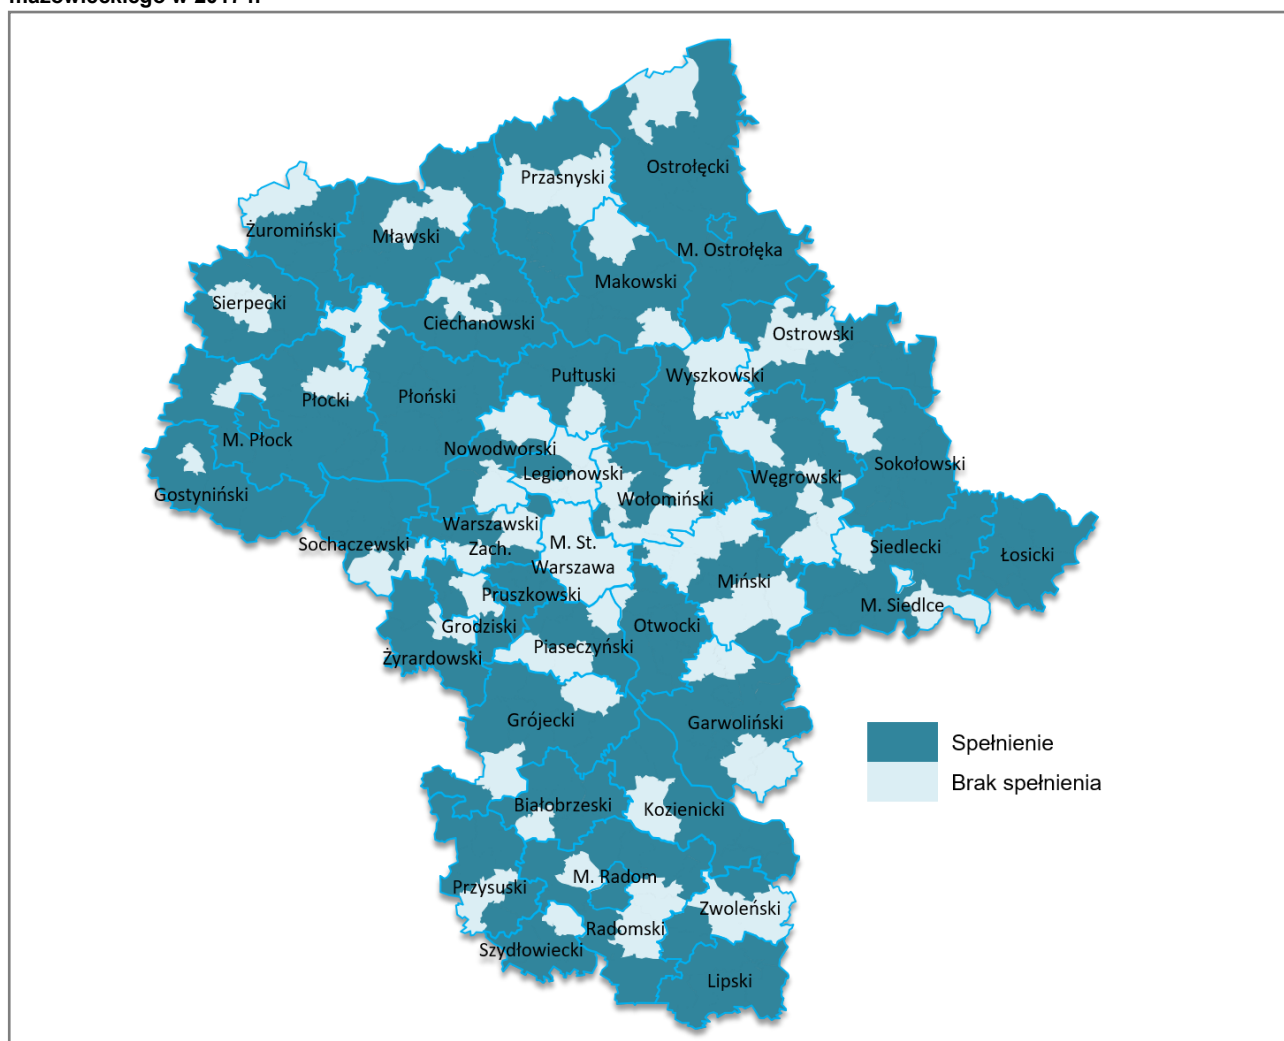 mazowieckiego w 2017 r.
Ostrołęcki
Przasnyski
Żuromiński
Mławski
M. Ostrołęka
Makowski
Sierpecki
Ciechanowski
Ostrowski
Pułtuski
Wyszkowski
Płocki
Płoński
M. Płock
Nowodworski
Legionowski
Węgrowski
Sokołowski
Gostyniński
Wołomiński
Warszawski
Zach.
Sochaczewski
M. St.
Warszawa
Siedlecki
Łosicki
Miński
Pruszkowski
M. Siedlce
Grodziski
Otwocki
Piaseczyński
Żyrardowski
Grójecki
Garwoliński
Spełnienie
Brak spełnienia
Białobrzeski
Kozienicki
M. Radom
Przysuski
Zwoleński
Radomski
Szydłowiecki
Lipski